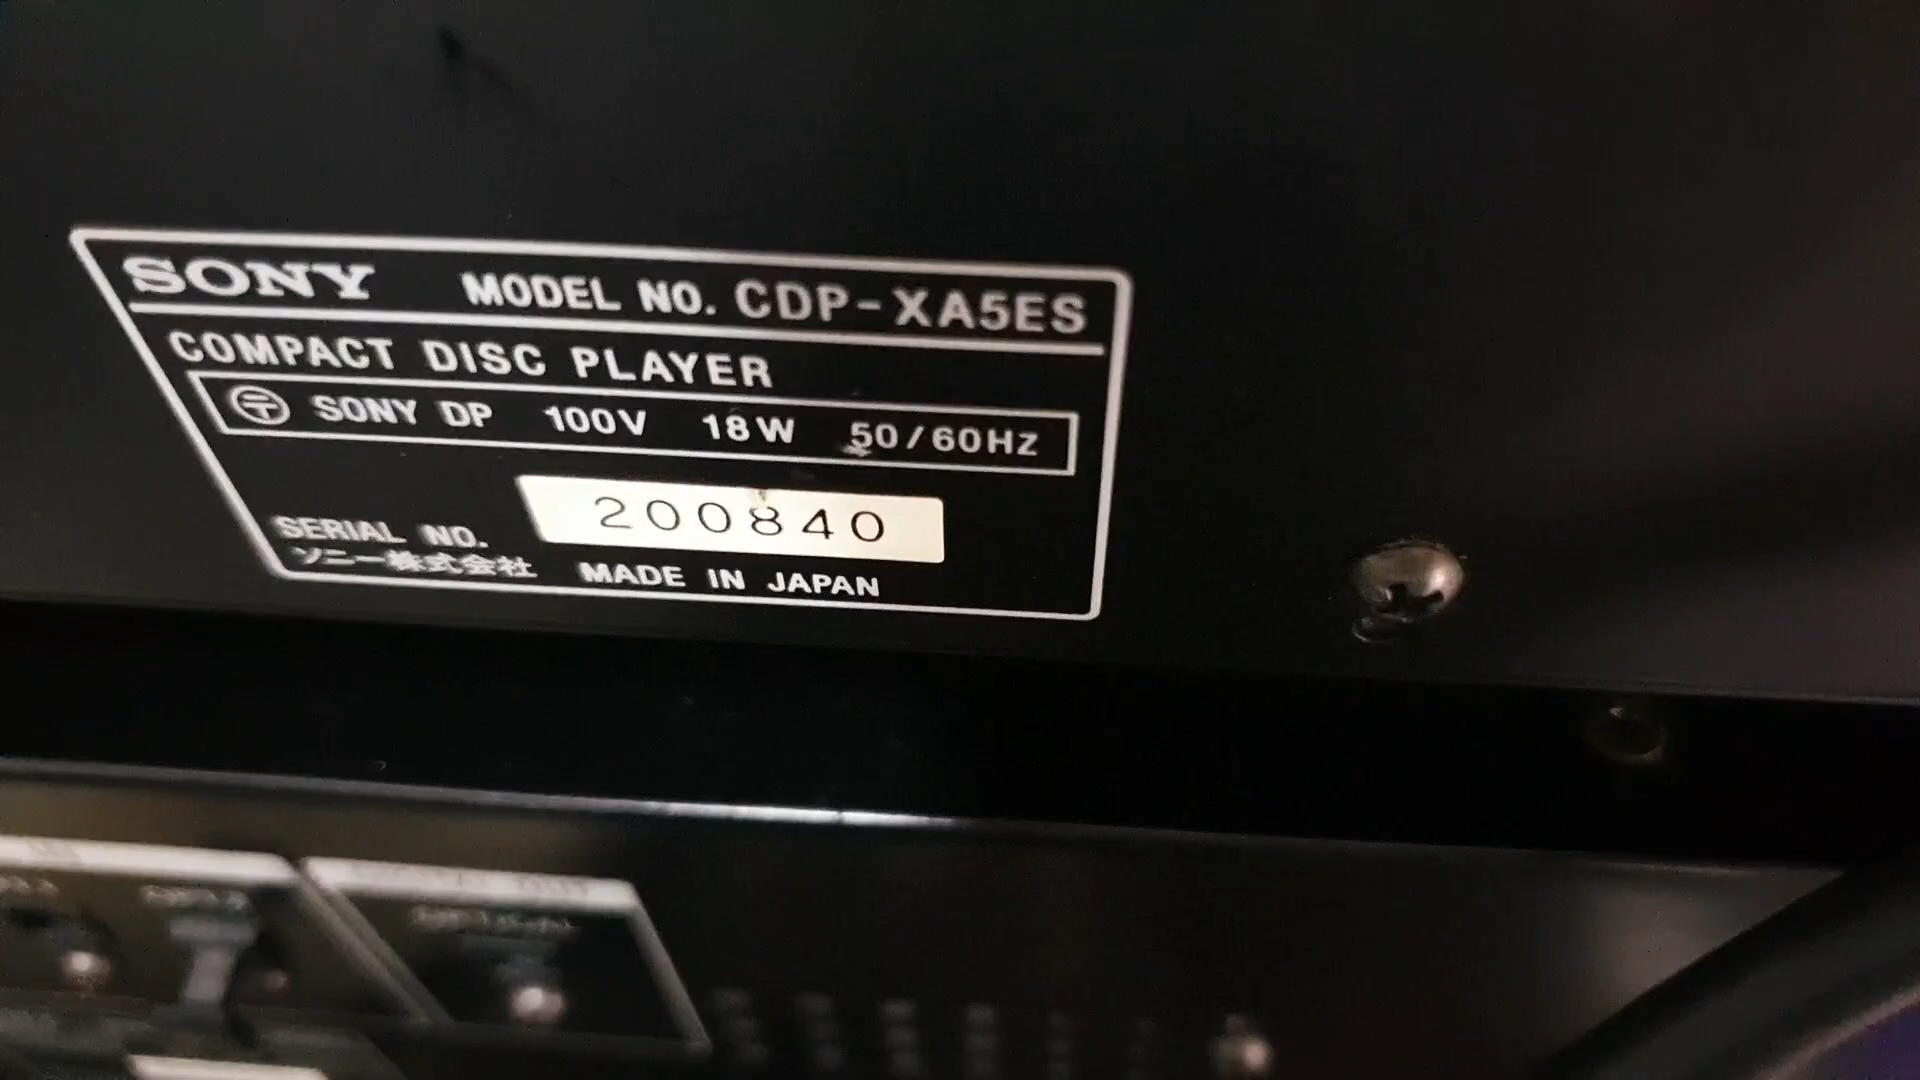 SONY MODEL NO. CDP-XA5ES
COMPACT DISC PLAYER
〒 SONY DP 100V 18W 50/60Hz
SERIAL NO. 200840
ソニー株式会社 MADE IN JAPAN